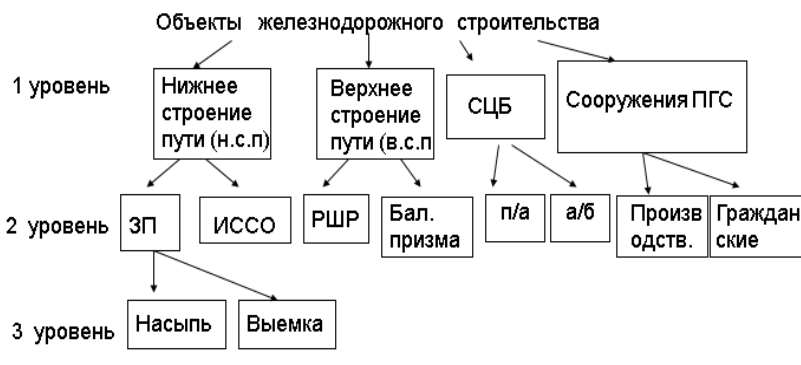 Объекты железнодорожного строительства
1 уровень
Нижнее
строение
пути (н.с.п)
Верхнее
строение
пути (в.с.п
СЦБ
Сооружения ПГС
2 уровень
ЗП
ИССО
РШР
Бал.
призма
п/а
а/б
Произв
одств.
Граждан
ские
3 уровень
Насыпь
Выемка